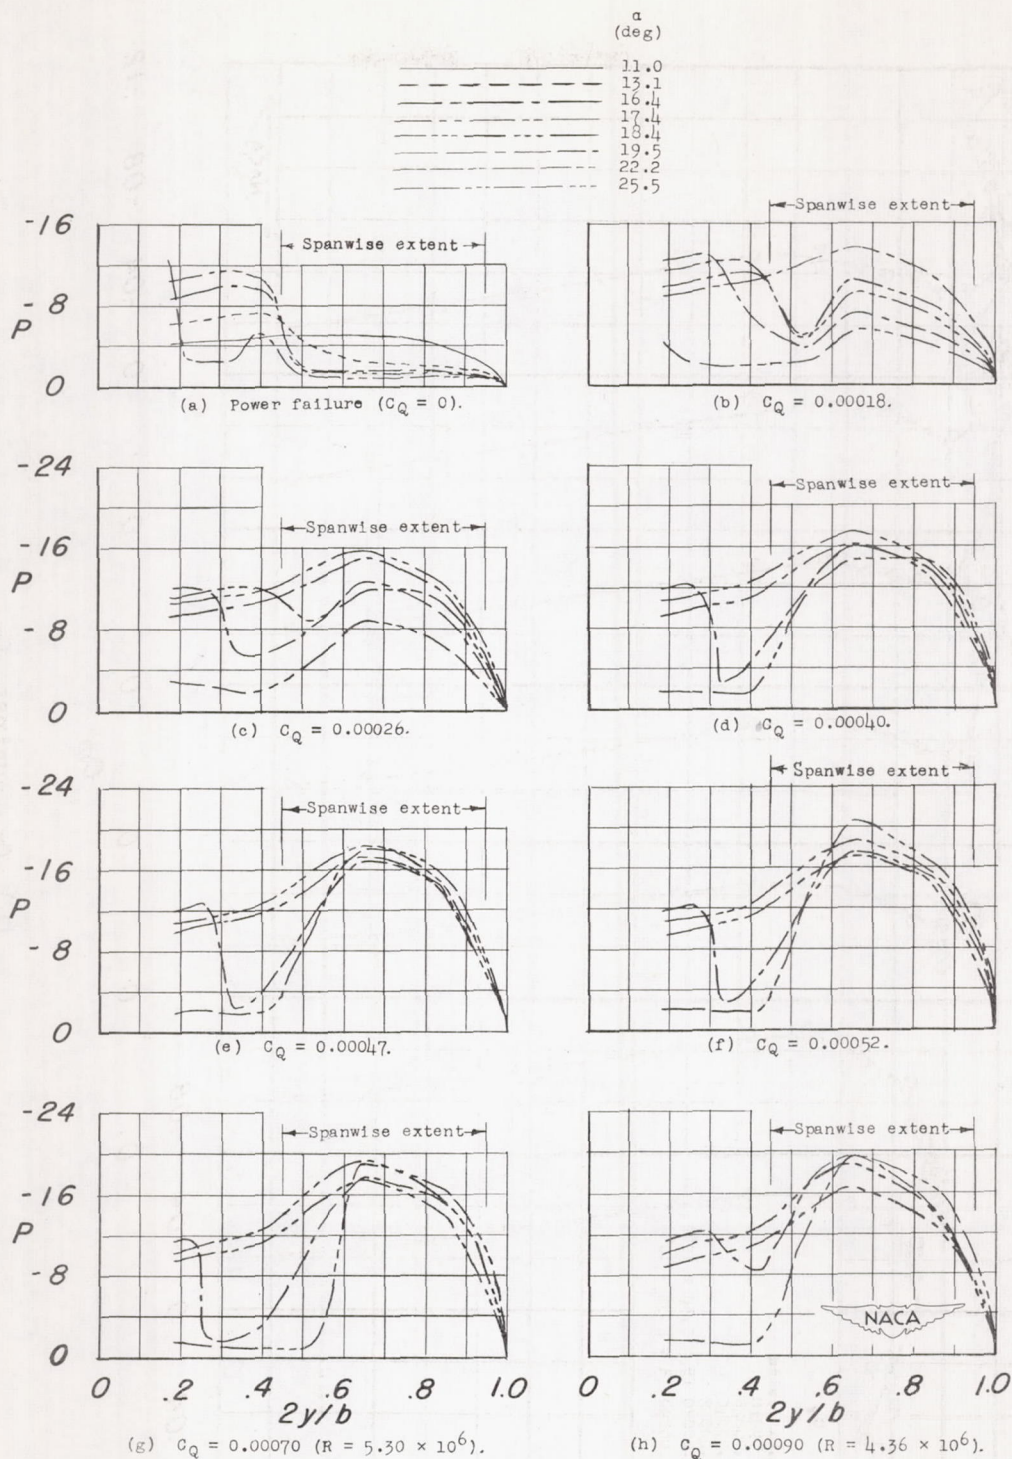 α
(deg)
11.0
13.1
16.4
17.4
18.4
19.5
22.2
25.5
-16
-8
P
0
Spanwise extent
(a) Power failure (C_Q = 0).
Spanwise extent
(b) C_Q = 0.00018.
-24
-16
P
-8
0
Spanwise extent
(c) C_Q = 0.00026.
Spanwise extent
(d) C_Q = 0.00040.
-24
-16
P
-8
0
Spanwise extent
(e) C_Q = 0.00047.
Spanwise extent
(f) C_Q = 0.00052.
-24
-16
P
-8
0
Spanwise extent
0 .2 .4 .6 .8 1.0
2y/b
(g) C_Q = 0.00070 (R = 5.30 × 10⁶).
Spanwise extent
NACA
0 .2 .4 .6 .8 1.0
2y/b
(h) C_Q = 0.00090 (R = 4.36 × 10⁶).